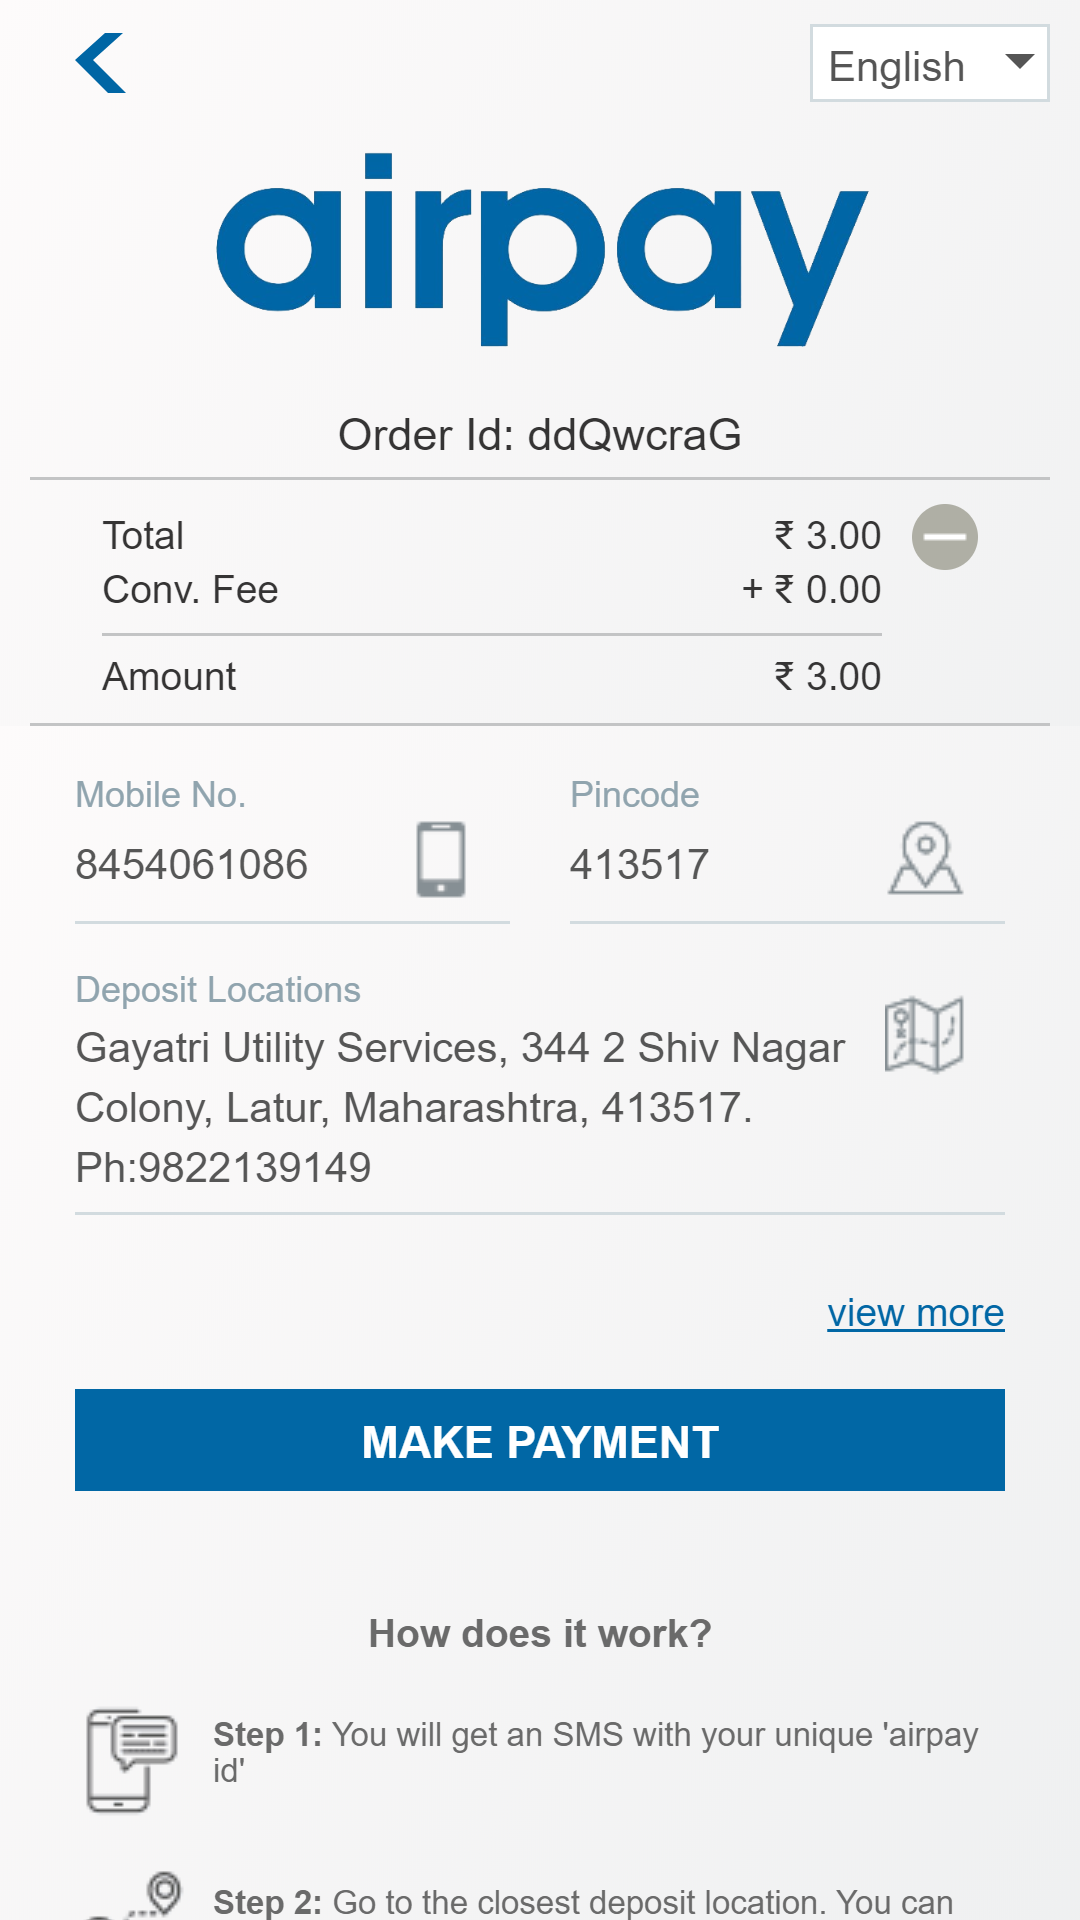 English
airpay
Order Id: ddQwcraG
Total ₹ 3.00
Conv. Fee + ₹ 0.00
Amount ₹ 3.00
Mobile No. Pincode
8454061086 413517
Deposit Locations
Gayatri Utility Services, 344 2 Shiv Nagar
Colony, Latur, Maharashtra, 413517.
Ph:9822139149
view more
MAKE PAYMENT
How does it work?
Step 1: You will get an SMS with your unique 'airpay
id'
Step 2: Go to the closest deposit location. You can